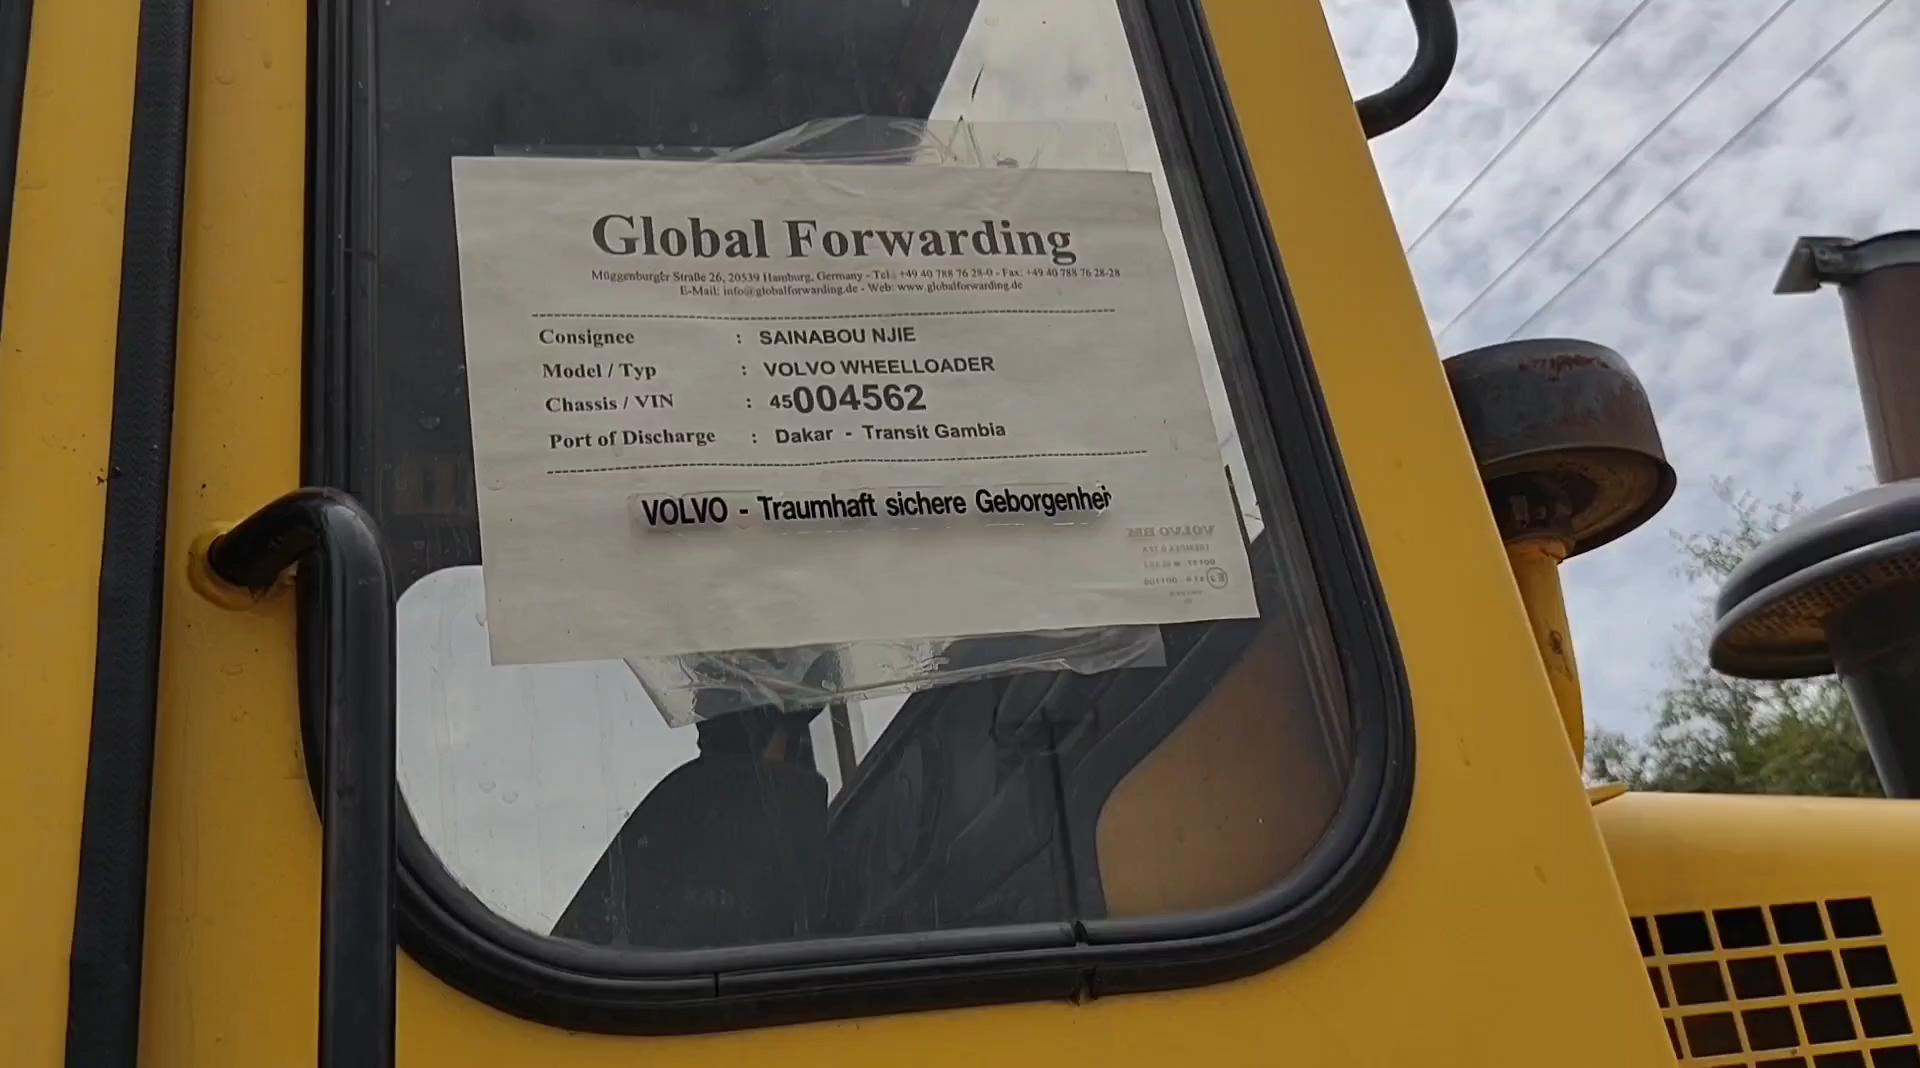 Global Forwarding
Müggenburger Straße 26, 20539 Hamburg, Germany - Tel.: +49 40 788 76 28-0 - Fax: +49 40 788 76 28-28
E-Mail: info@globalforwarding.de - Web: www.globalforwarding.de
Consignee : SAINABOU NJIE
Model / Typ : VOLVO WHEELLOADER
Chassis / VIN : 45004562
Port of Discharge : Dakar - Transit Gambia
VOLVO - Traumhaft sichere Geborgenhei
VOLVO BM